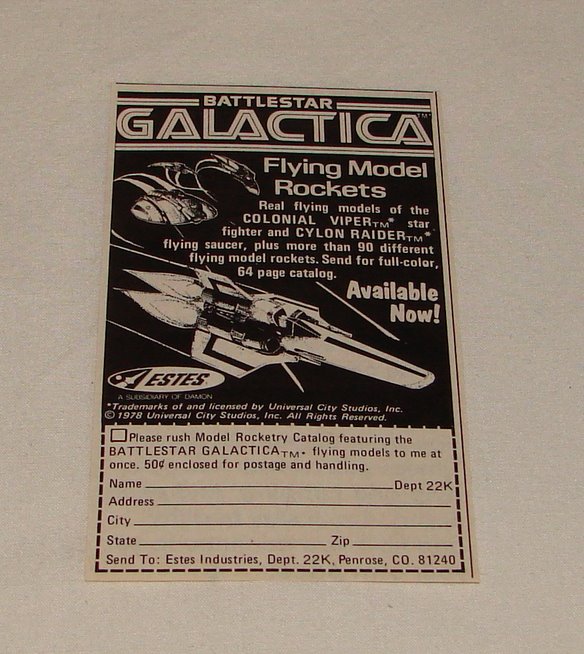 BATTLESTAR
GALACTICA™
Flying Model
Rockets
Real flying models of the
COLONIAL VIPER™* star
fighter and CYLON RAIDER™*
flying saucer, plus more than 90 different
flying model rockets. Send for full-color,
64 page catalog.
Available
Now!
ESTES
A SUBSIDIARY OF DAMON
*Trademarks of and licensed by Universal City Studios, Inc.
©1978 Universal City Studios, Inc. All Rights Reserved.
Please rush Model Rocketry Catalog featuring the
BATTLESTAR GALACTICA™* flying models to me at
once. 50¢ enclosed for postage and handling.
Name Dept 22K
Address
City
State Zip
Send To: Estes Industries, Dept. 22K, Penrose, CO. 81240